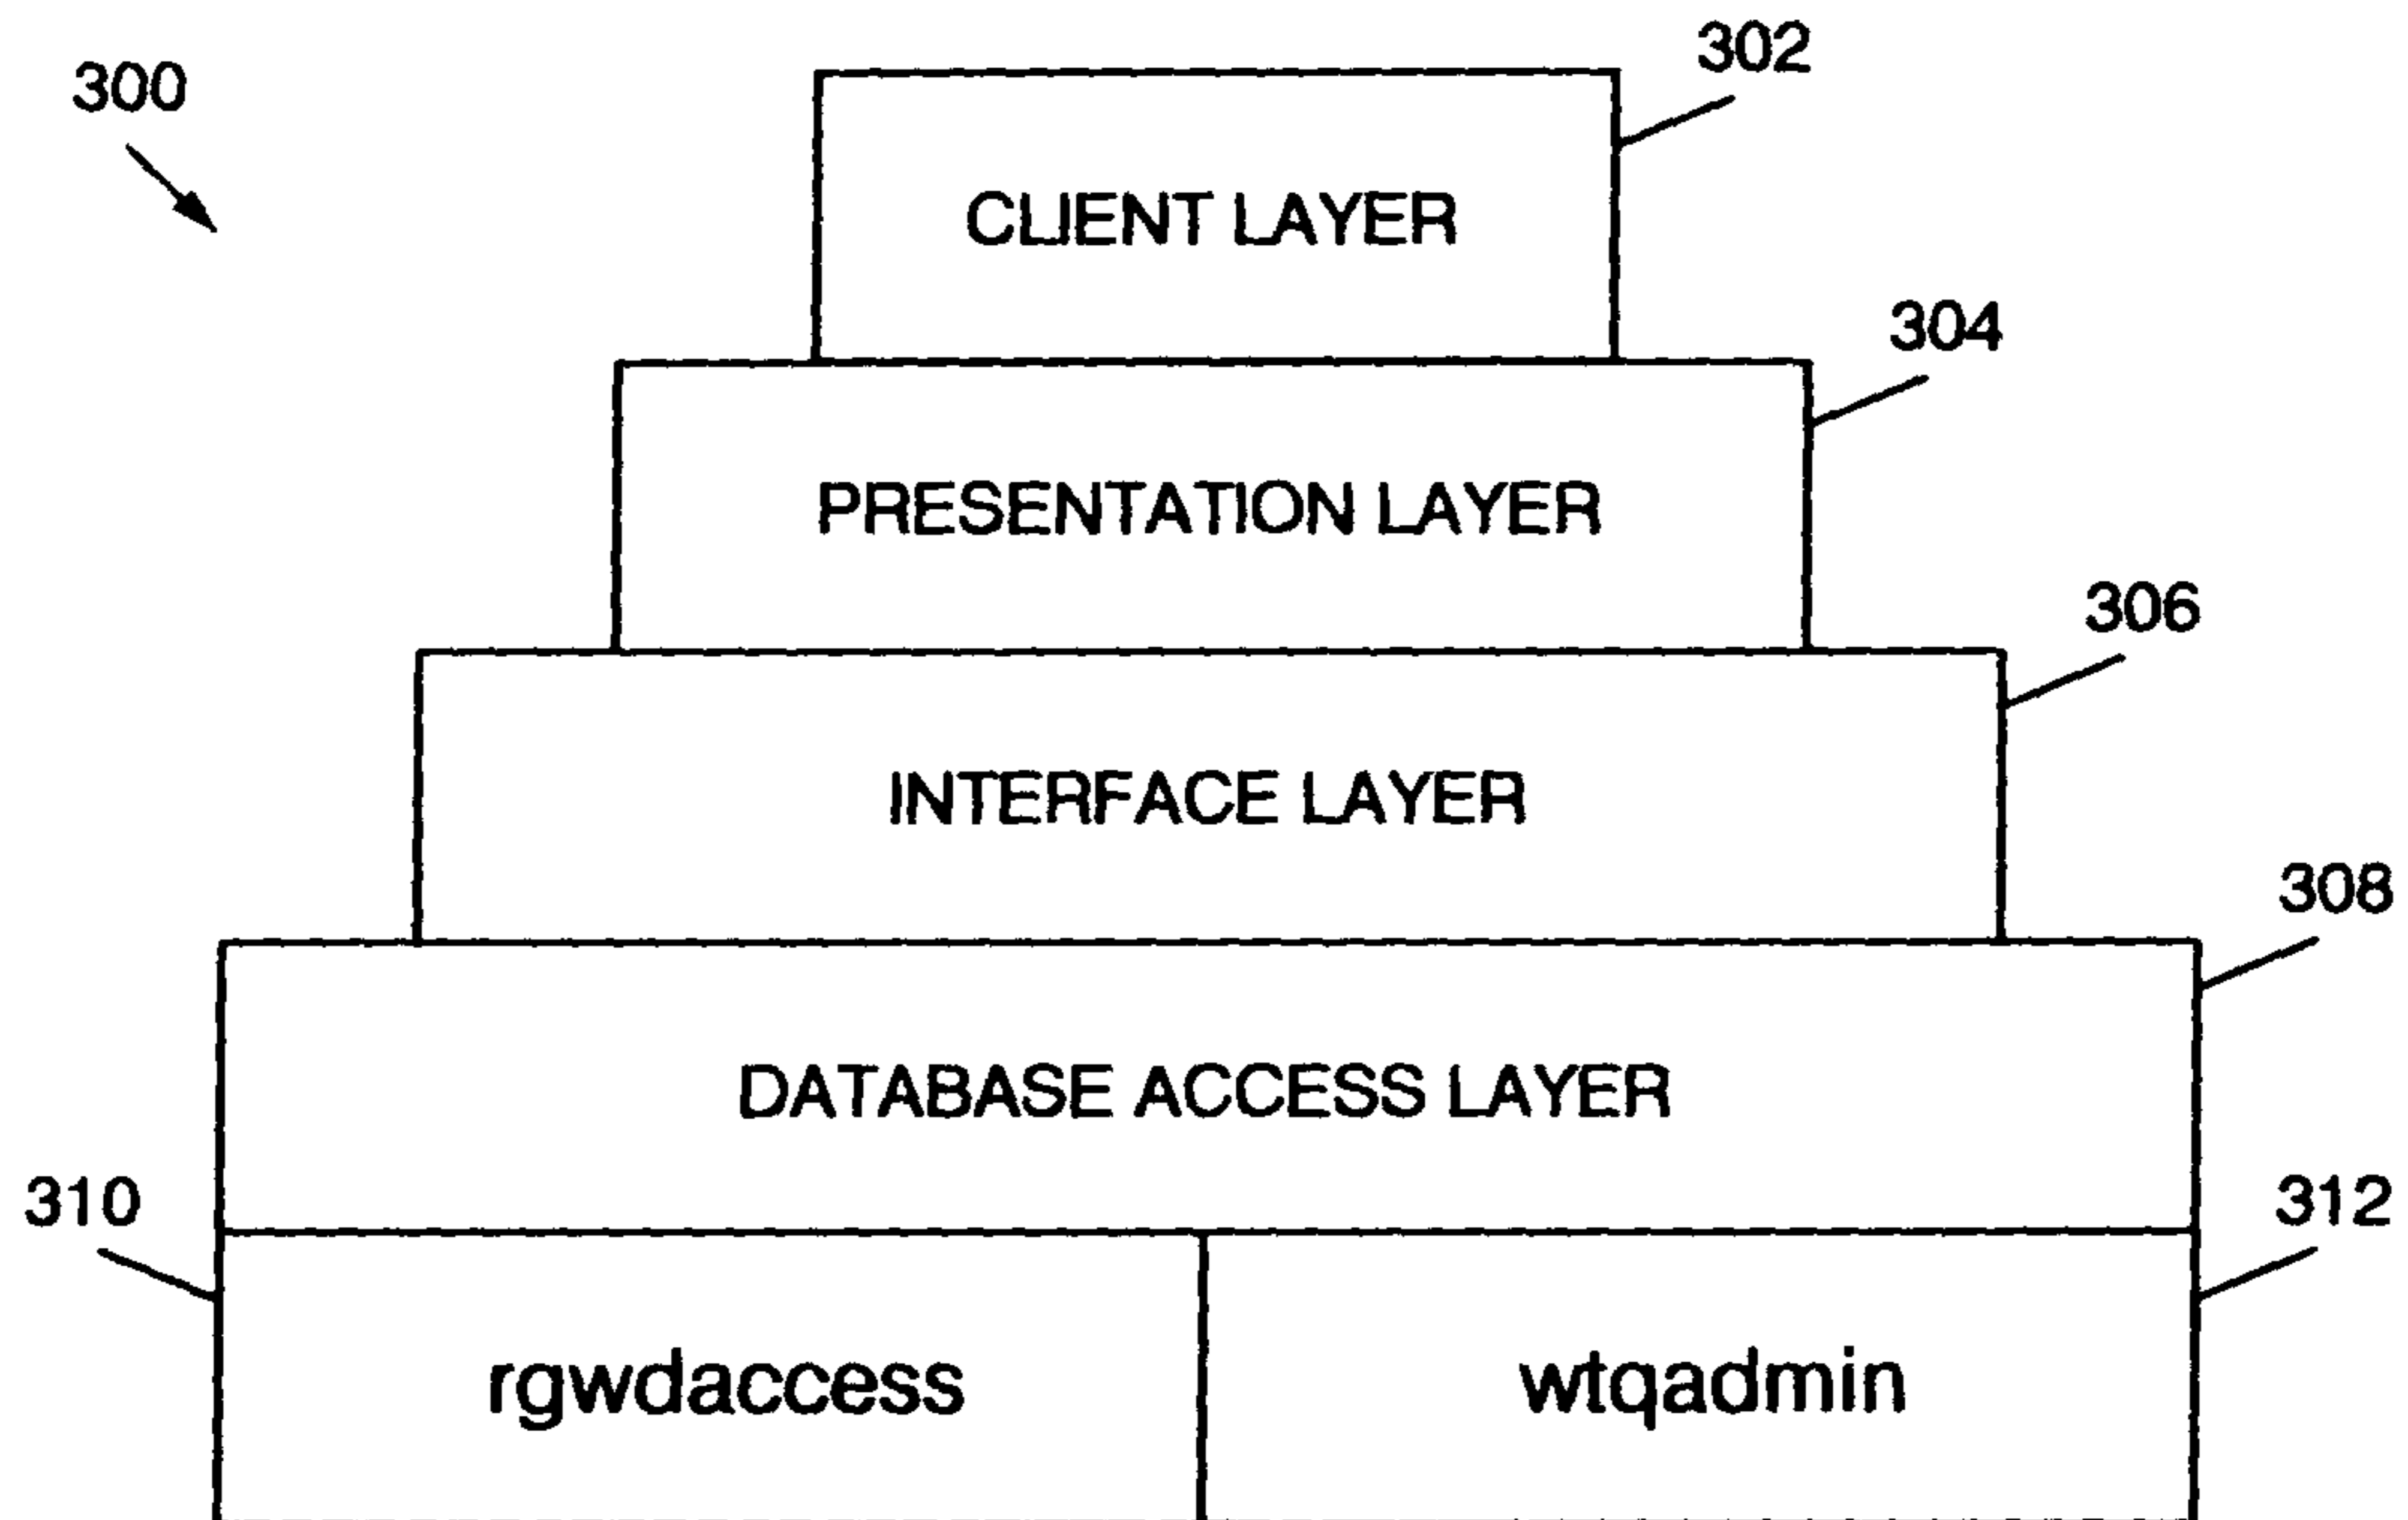 300
302
CLIENT LAYER
304
PRESENTATION LAYER
306
INTERFACE LAYER
308
DATABASE ACCESS LAYER
310
312
rgwdaccess
wtqadmin